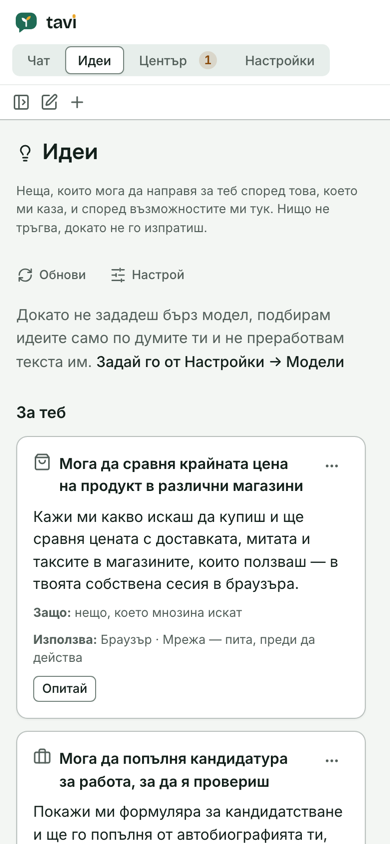 tavi
Чат Идеи Център 1 Настройки
Идеи
Неща, които мога да направя за теб според това, което
ми каза, и според възможностите ми тук. Нищо не
тръгва, докато не го изпратиш.
Обнови Настрой
Докато не зададеш бърз модел, подбирам
идеите само по думите ти и не преработвам
текста им. Задай го от Настройки → Модели
За теб
Мога да сравня крайната цена
на продукт в различни магазини
Кажи ми какво искаш да купиш и ще
сравня цената с доставката, митата и
таксите в магазините, които ползваш — в
твоята собствена сесия в браузъра.
Защо: нещо, което мнозина искат
Използва: Браузър · Мрежа — пита, преди да
действа
Опитай
Мога да попълня кандидатура
за работа, за да я провериш
Покажи ми формуляра за кандидатстване
и ще го попълня от автобиографията ти,